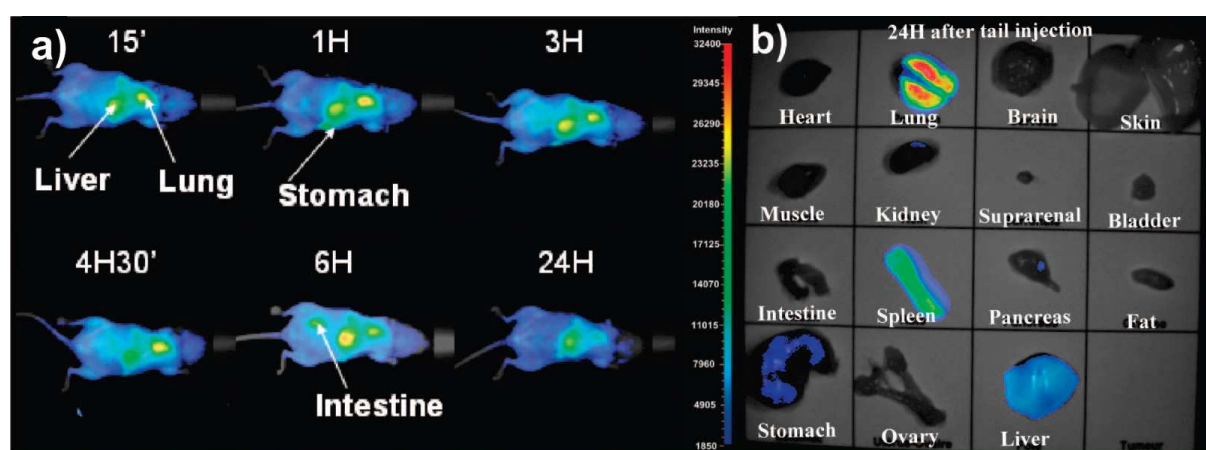 a)
15'
1H
3H
Liver
Lung
Stomach
4H30'
6H
24H
Intestine
Intensity
32400
29345
26290
23235
20180
17125
14070
11015
7960
4905
1850
b)
24H after tail injection
Heart
Lung
Brain
Skin
Muscle
Kidney
Suprarenal
Bladder
Intestine
Spleen
Pancreas
Fat
Stomach
Ovary
Liver
Tumour